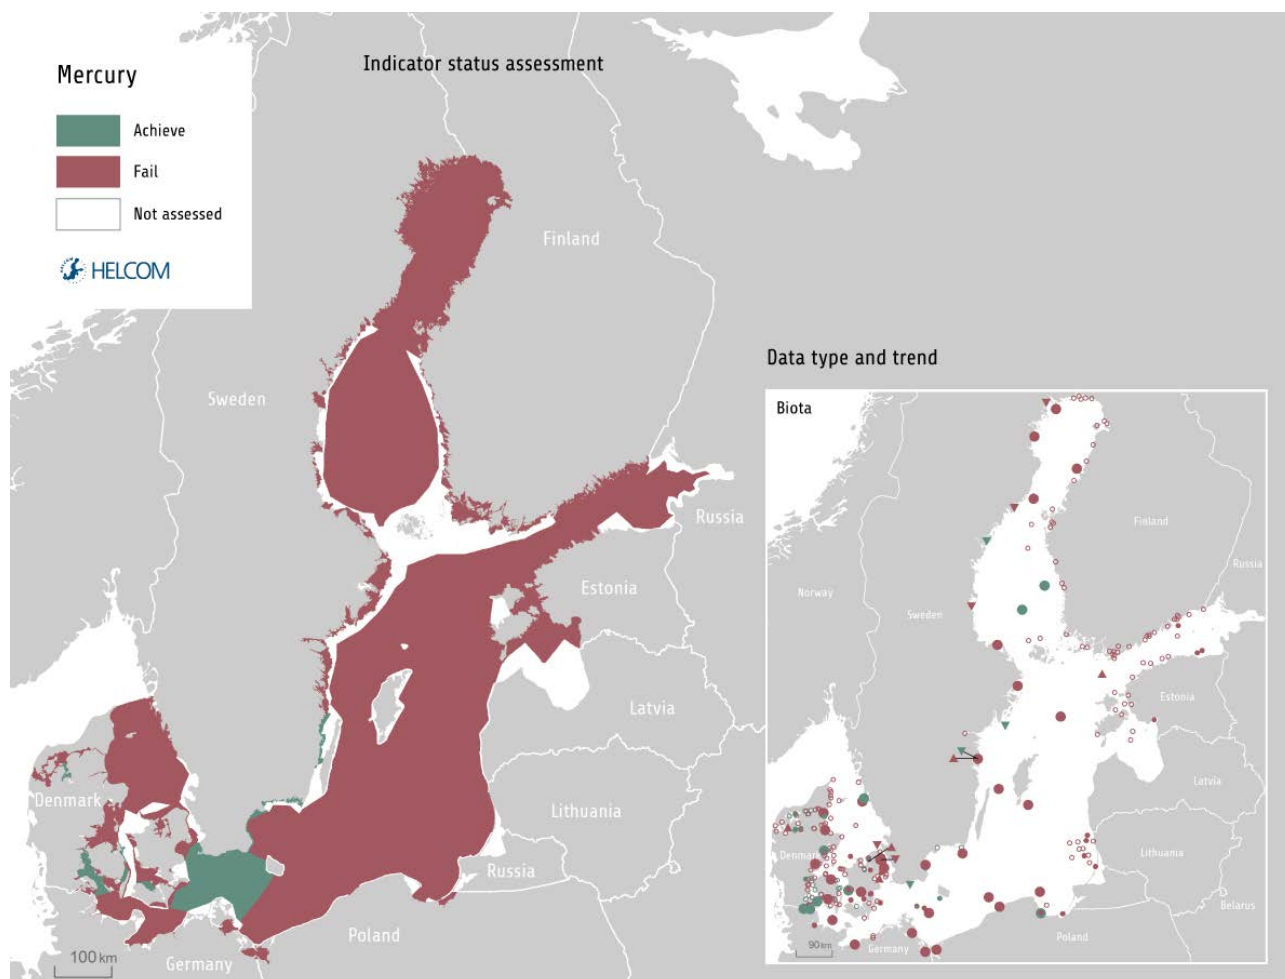 Indicator status assessment
Mercury
Achieve
Fail
Not assessed
HELCOM
Finland
Sweden
Russia
Estonia
Latvia
Lithuania
Russia
Denmark
Poland
Germany
100 km
Data type and trend
Biota
Finland
Russia
Norway
Sweden
Estonia
Latvia
Lithuania
Denmark
Belarus
Poland
Germany
90 km